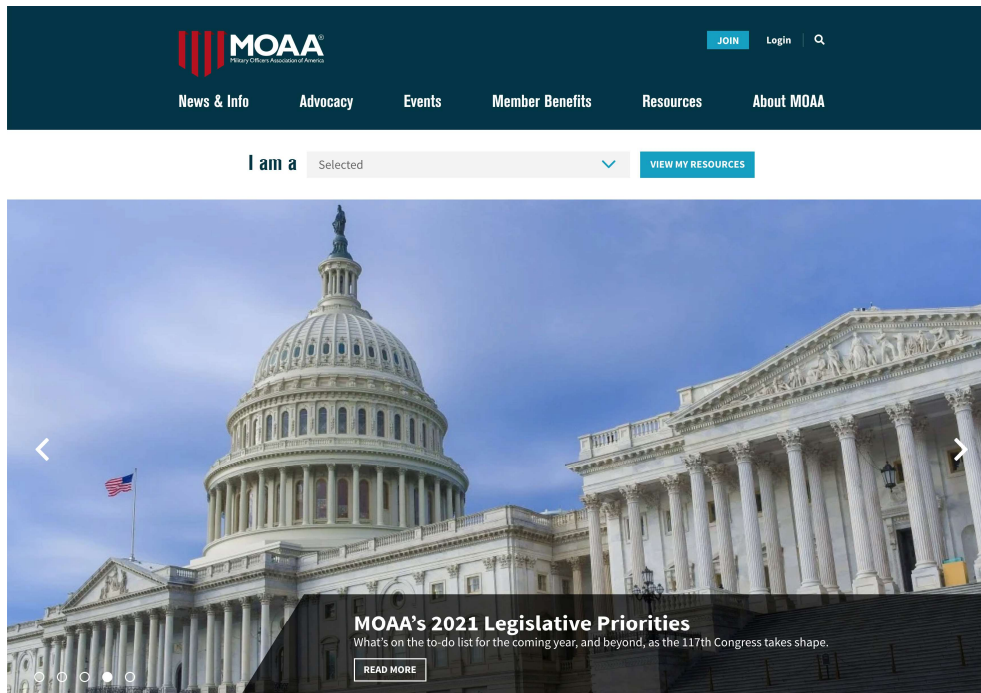 MOAA®
Military Officers Association of America
JOIN
Login
News & Info
Advocacy
Events
Member Benefits
Resources
About MOAA
I am a
Selected
VIEW MY RESOURCES
MOAA's 2021 Legislative Priorities
What's on the to-do list for the coming year, and beyond, as the 117th Congress takes shape.
READ MORE